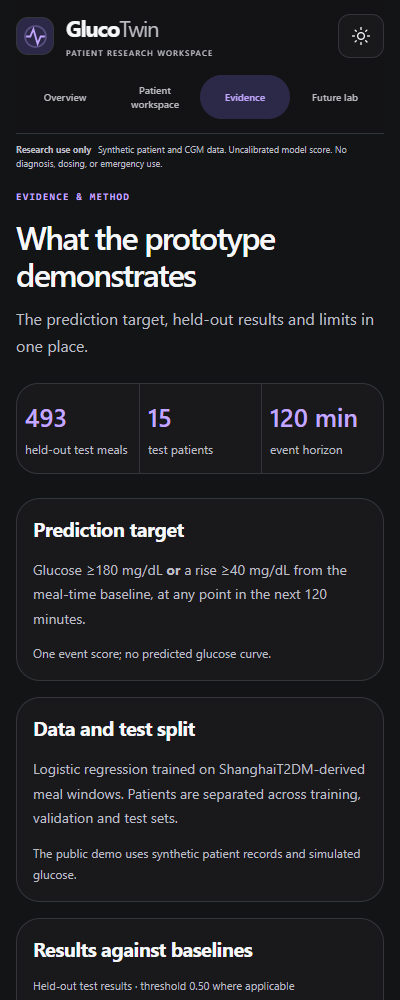 GlucoTwin
PATIENT RESEARCH WORKSPACE
Overview
Patient
workspace
Evidence
Future lab
Research use only Synthetic patient and CGM data. Uncalibrated model score. No
diagnosis, dosing, or emergency use.
EVIDENCE & METHOD
What the prototype
demonstrates
The prediction target, held-out results and limits in
one place.
493
held-out test meals
15
test patients
120 min
event horizon
Prediction target
Glucose ≥180 mg/dL or a rise ≥40 mg/dL from the
meal-time baseline, at any point in the next 120
minutes.
One event score; no predicted glucose curve.
Data and test split
Logistic regression trained on ShanghaiT2DM-derived
meal windows. Patients are separated across training,
validation and test sets.
The public demo uses synthetic patient records and simulated
glucose.
Results against baselines
Held-out test results · threshold 0.50 where applicable